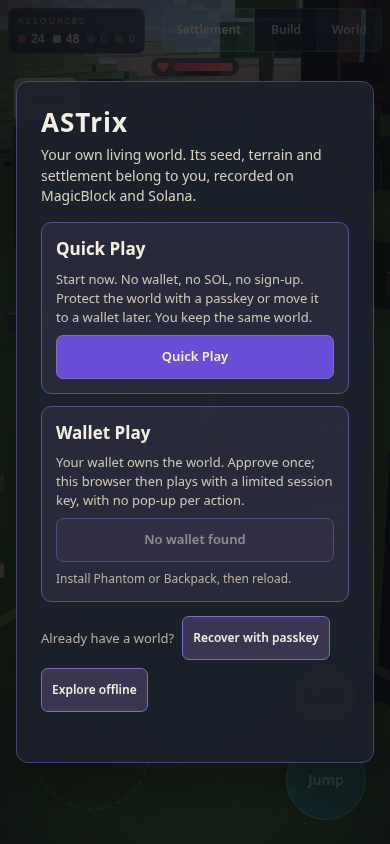 RESOURCES
24 48 0 0
Settlement
Build
World
ASTrix
Your own living world. Its seed, terrain and
settlement belong to you, recorded on
MagicBlock and Solana.
Quick Play
Start now. No wallet, no SOL, no sign-up.
Protect the world with a passkey or move it
to a wallet later. You keep the same world.
Quick Play
Wallet Play
Your wallet owns the world. Approve once;
this browser then plays with a limited session
key, with no pop-up per action.
No wallet found
Install Phantom or Backpack, then reload.
Already have a world?
Recover with passkey
Explore offline
Jump